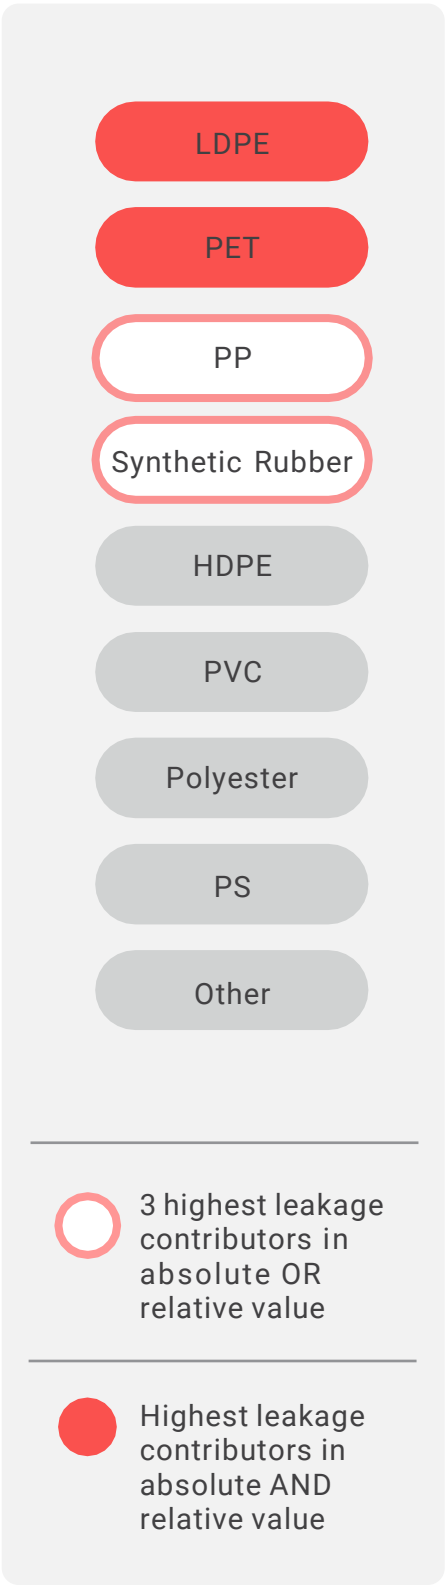 LDPE
PET
PP
Synthetic Rubber
HDPE
PVC
Polyester
PS
Other
3 highest leakage
contributors in
absolute OR
relative value
Highest leakage
contributors in
absolute AND
relative value